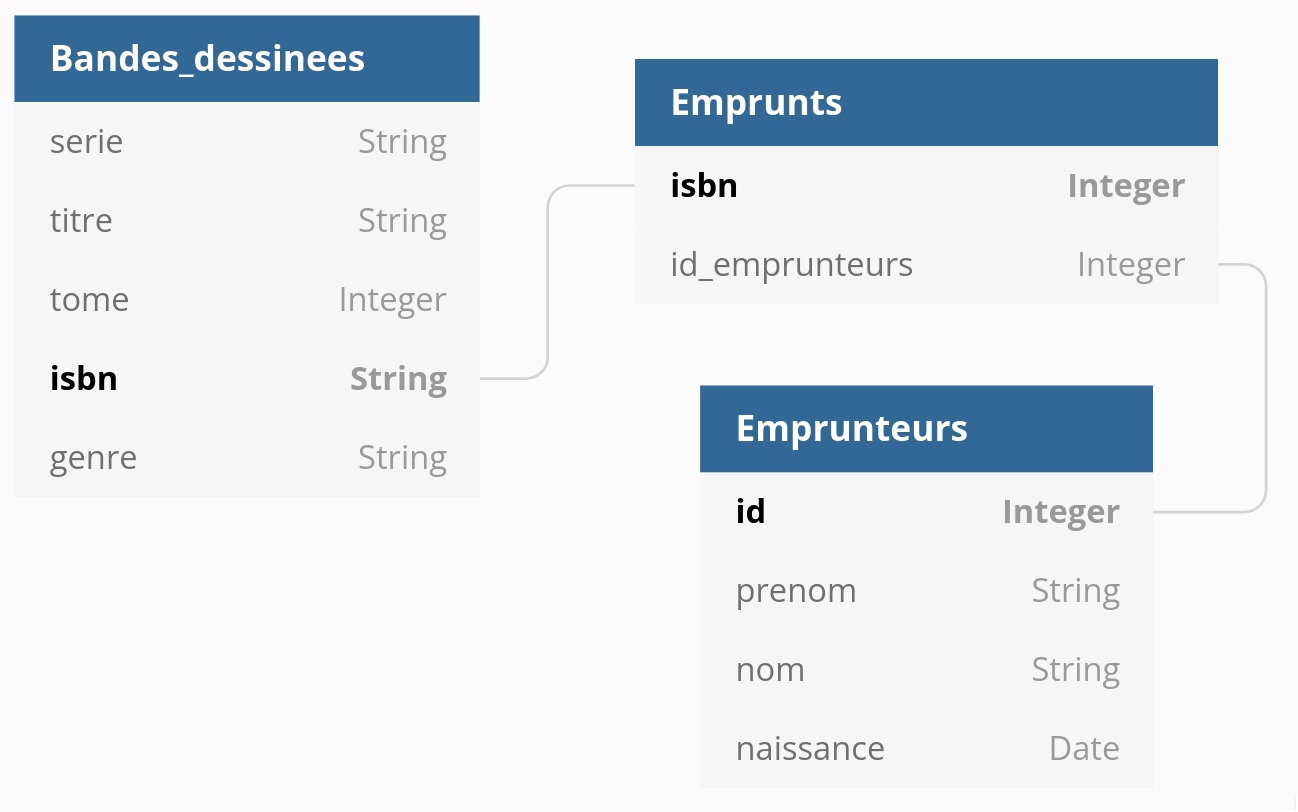 Bandes_dessinees
serie String
titre String
tome Integer
isbn String
genre String
Emprunts
isbn Integer
id_emprunteurs Integer
Emprunteurs
id Integer
prenom String
nom String
naissance Date